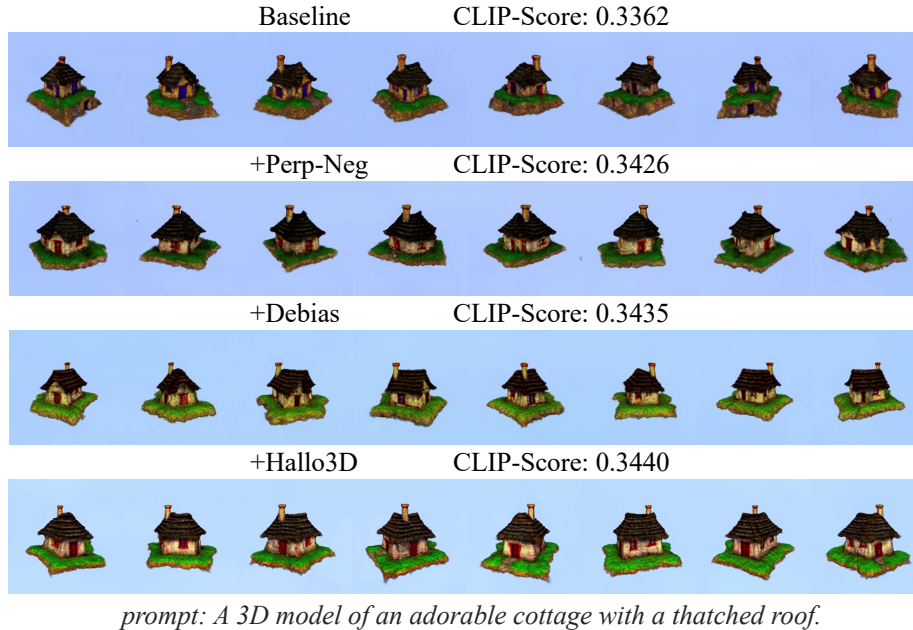 Baseline CLIP-Score: 0.3362
+Perp-Neg CLIP-Score: 0.3426
+Debias CLIP-Score: 0.3435
+Hallo3D CLIP-Score: 0.3440
prompt: A 3D model of an adorable cottage with a thatched roof.